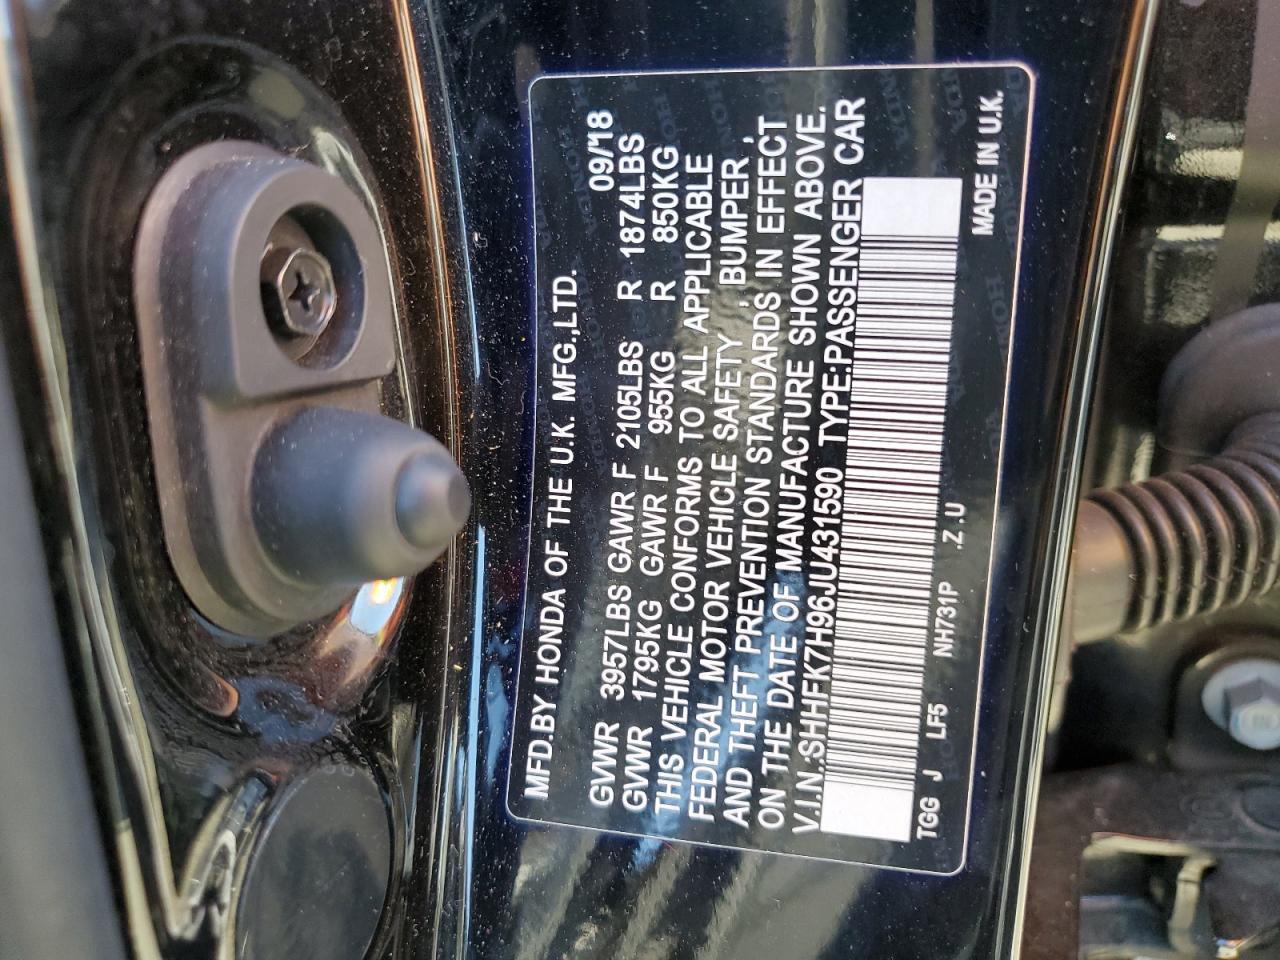 MFD.BY HONDA OF THE U.K. MFG.,LTD.
09/18
GVWR 3957LBS GAWR F 2105LBS R 1874LBS
GVWR 1795KG GAWR F 955KG R 850KG
THIS VEHICLE CONFORMS TO ALL APPLICABLE
FEDERAL MOTOR VEHICLE SAFETY, BUMPER,
AND THEFT PREVENTION STANDARDS IN EFFECT
ON THE DATE OF MANUFACTURE SHOWN ABOVE.
V.I.N.:SHHFK7H96JU431590 TYPE:PASSENGER CAR
TGG J LF5 NH731P .Z.U
MADE IN U.K.